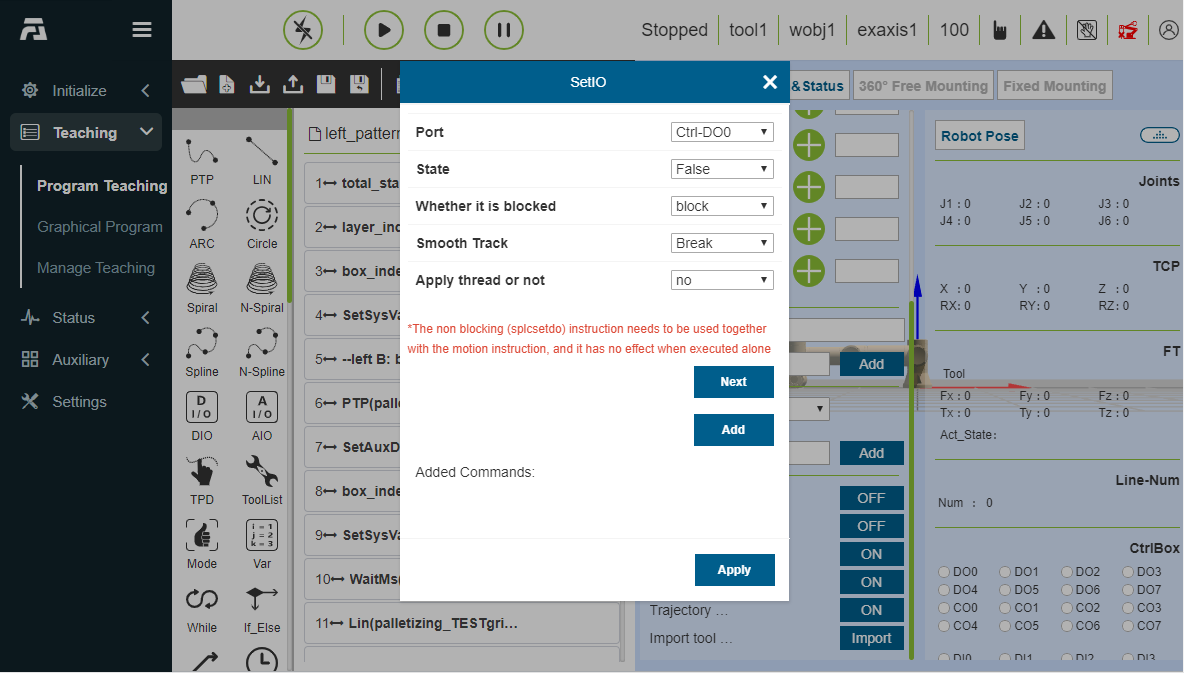 Stopped tool1 wobj1 exaxis1 100
Initialize
Teaching
Program Teaching
Graphical Program
Manage Teaching
Status
Auxiliary
Settings
PTP LIN
ARC Circle
Spiral N-Spiral
Spline N-Spline
D I/O A I/O
DIO AIO
TPD ToolList
i = 1
j = 2
k = 3
Mode Var
While If_Else
left_pattern
1 total_sta
2 layer_ind
3 box_inde
4 SetSysVa
5 --left B: b
6 PTP(palle
7 SetAuxD
8 box_inde
9 SetSysVa
10 WaitMs(
11 Lin(palletizing_TESTgri...
SetIO
Port Ctrl-DO0
State False
Whether it is blocked block
Smooth Track Break
Apply thread or not no
*The non blocking (splcsetdo) instruction needs to be used together
with the motion instruction, and it has no effect when executed alone
Next
Add
Added Commands:
Apply
&Status 360° Free Mounting Fixed Mounting
Add
Add
OFF
OFF
ON
ON
Trajectory ... ON
Import tool ... Import
Robot Pose
Joints
J1 : 0 J2 : 0 J3 : 0
J4 : 0 J5 : 0 J6 : 0
TCP
X : 0 Y : 0 Z : 0
RX: 0 RY: 0 RZ: 0
FT
Tool
Fx : 0 Fy : 0 Fz : 0
Tx : 0 Ty : 0 Tz : 0
Act_State:
Line-Num
Num : 0
CtrlBox
DO0 DO1 DO2 DO3
DO4 DO5 DO6 DO7
CO0 CO1 CO2 CO3
CO4 CO5 CO6 CO7
DI0 DI1 DI2 DI3